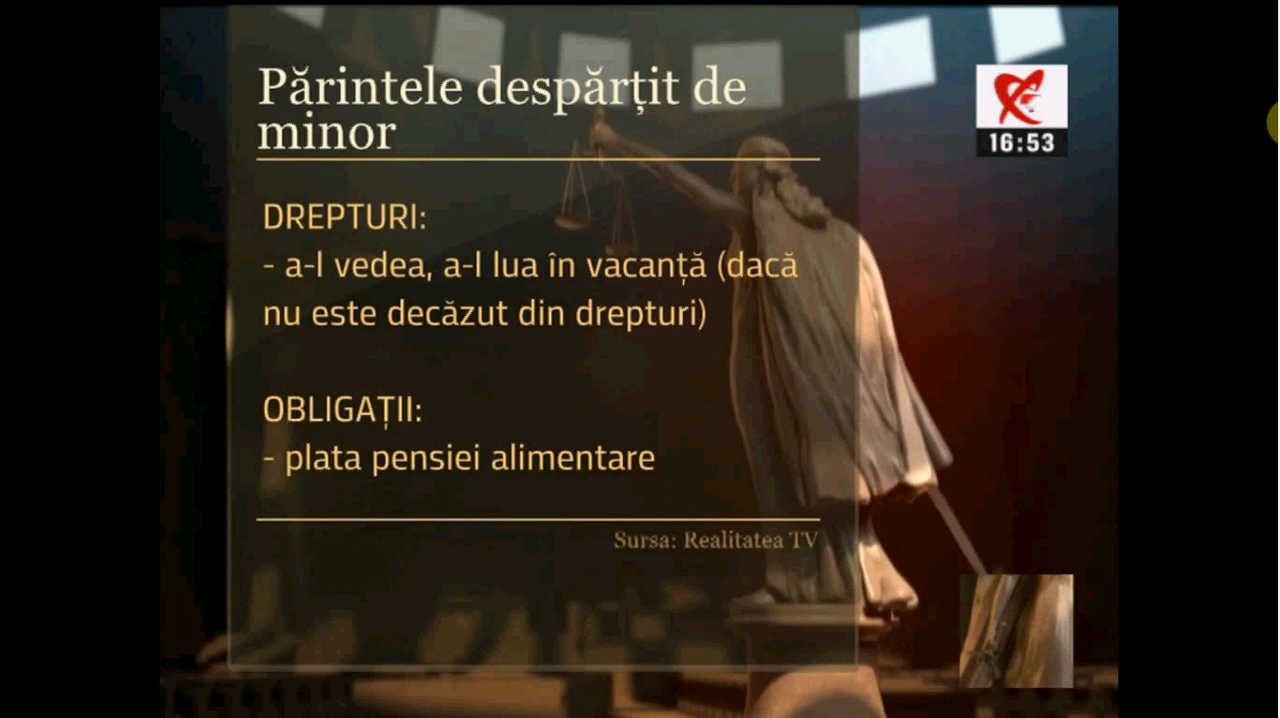 Părintele despărțit de
minor
16:53
DREPTURI:
- a-l vedea, a-l lua în vacanță (dacă
nu este decăzut din drepturi)
OBLIGAȚII:
- plata pensiei alimentare
Sursa: Realitatea TV